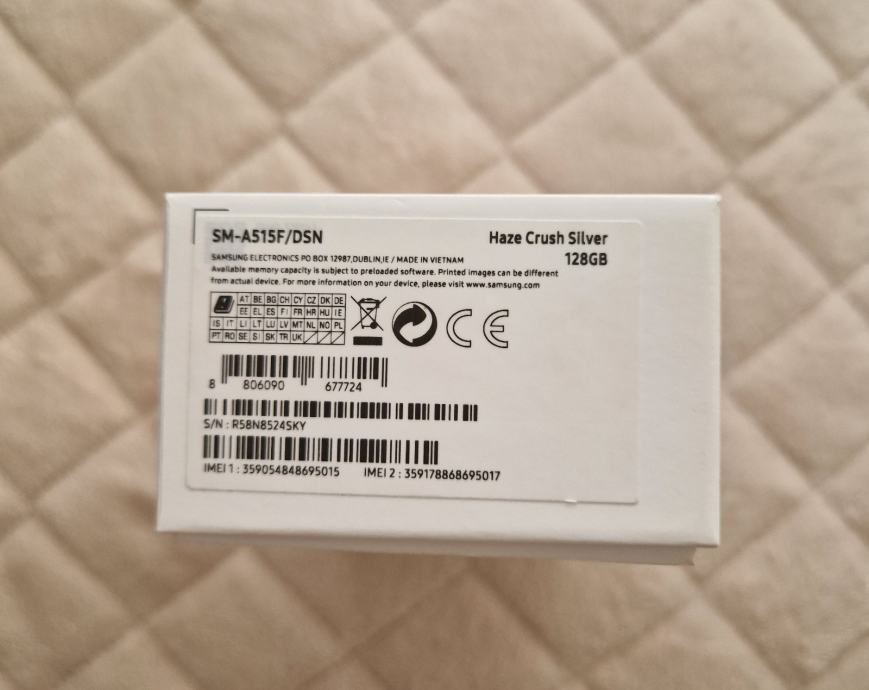 SM-A515F/DSN
Haze Crush Silver
128GB
SAMSUNG ELECTRONICS PO BOX 12987,DUBLIN,IE / MADE IN VIETNAM
Available memory capacity is subject to preloaded software. Printed images can be different
from actual device. For more information on your device, please visit www.samsung.com
AT BE BG CH CY CZ DK DE
EE EL ES FI FR HR HU IE
IS IT LI LT LU LV MT NL NO PL
PT RO SE SI SK TR UK
CE
8 806090 677724
S/N : R58N8524SKY
IMEI 1 : 359054848695015 IMEI 2 : 359178868695017